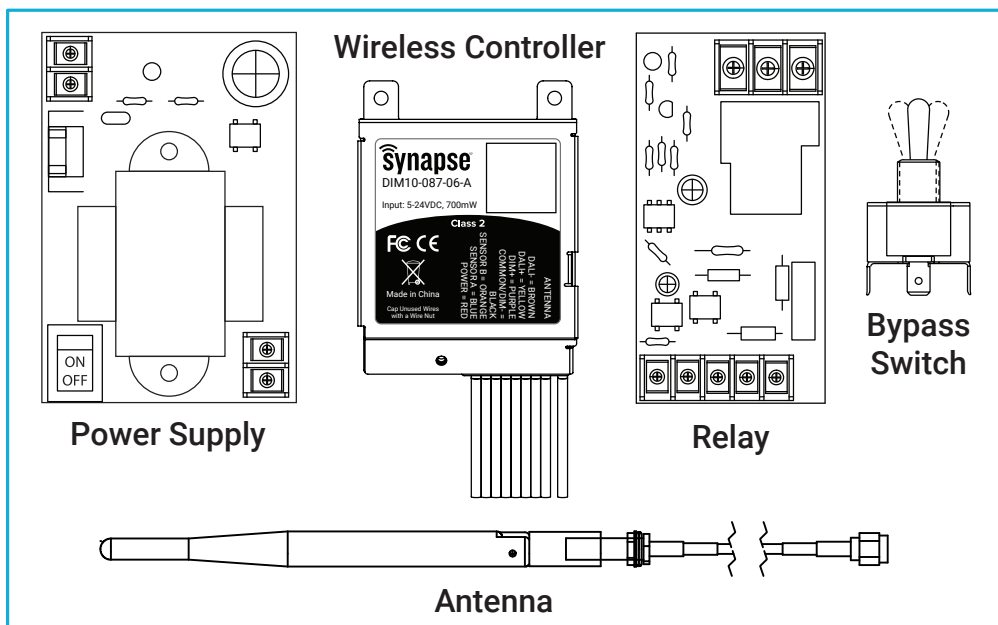 Wireless Controller
synapse
DIM10-087-06-A
Input: 5-24VDC, 700mW
Class 2
FC CE
Made in China
Cap Unused Wires
with a Wire Nut
ANTENNA
DALI- = BROWN
DALI+ = YELLOW
DIM+ = PURPLE
COMMON/DIM- =
BLACK
SENSOR B = ORANGE
SENSOR A = BLUE
POWER = RED
ON
OFF
Power Supply
Relay
Bypass
Switch
Antenna